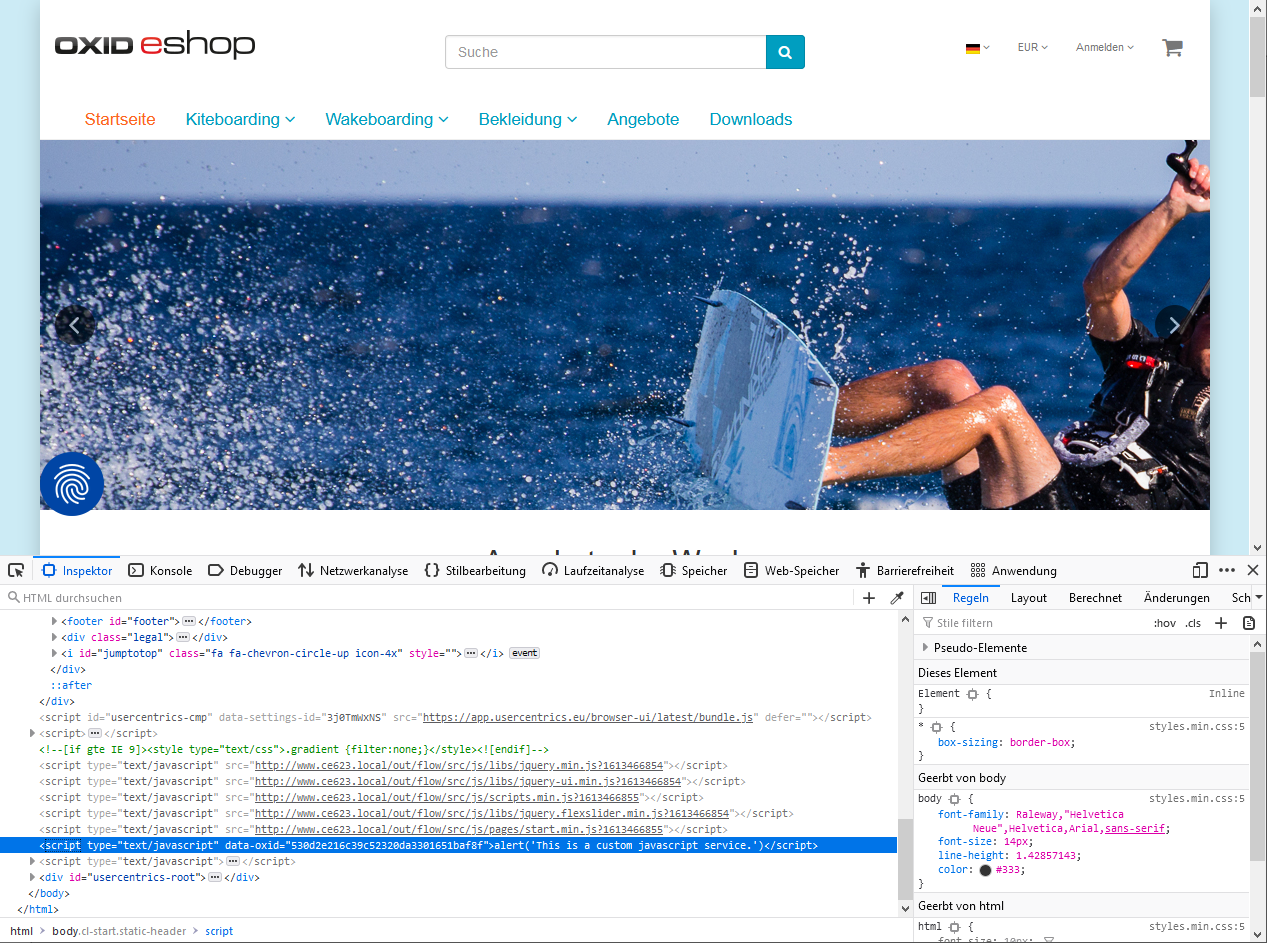 OXID eshop
Suche
EUR
Anmelden
Startseite
Kiteboarding
Wakeboarding
Bekleidung
Angebote
Downloads
Inspektor
Konsole
Debugger
Netzwerkanalyse
Stilbearbeitung
Laufzeitanalyse
Speicher
Web-Speicher
Barrierefreiheit
Anwendung
HTML durchsuchen
<footer id="footer"> </footer>
<div class="legal"> </div>
<i id="jumptotop" class="fa fa-chevron-circle-up icon-4x" style=""> </i> event
</div>
::after
</div>
<script id="usercentrics-cmp" data-settings-id="3j0TmWxNS" src="https://app.usercentrics.eu/browser-ui/latest/bundle.js" defer=""></script>
<script> </script>
<!--[if gte IE 9]><style type="text/css">.gradient {filter:none;}</style><![endif]-->
<script type="text/javascript" src="http://www.ce623.local/out/flow/src/js/libs/jquery.min.js?1613466854"></script>
<script type="text/javascript" src="http://www.ce623.local/out/flow/src/js/libs/jquery-ui.min.js?1613466854"></script>
<script type="text/javascript" src="http://www.ce623.local/out/flow/src/js/scripts.min.js?1613466855"></script>
<script type="text/javascript" src="http://www.ce623.local/out/flow/src/js/libs/jquery.flexslider.min.js?1613466854"></script>
<script type="text/javascript" src="http://www.ce623.local/out/flow/src/js/pages/start.min.js?1613466855"></script>
<script type="text/javascript" data-oxid="530d2e216c39c52320da3301651baf8f">alert('This is a custom javascript service.')</script>
<script type="text/javascript"> </script>
<div id="usercentrics-root"> </div>
</body>
</html>
html > body.cl-start.static-header > script
Regeln
Layout
Berechnet
Änderungen
Sch
Stile filtern
:hov .cls
Pseudo-Elemente
Dieses Element
Element { Inline
}
* { styles.min.css:5
box-sizing: border-box;
}
Geerbt von body
body { styles.min.css:5
font-family: Raleway,"Helvetica
Neue",Helvetica,Arial,sans-serif;
font-size: 14px;
line-height: 1.42857143;
color: #333;
}
Geerbt von html
html { styles.min.css:5
font-size: 10px;